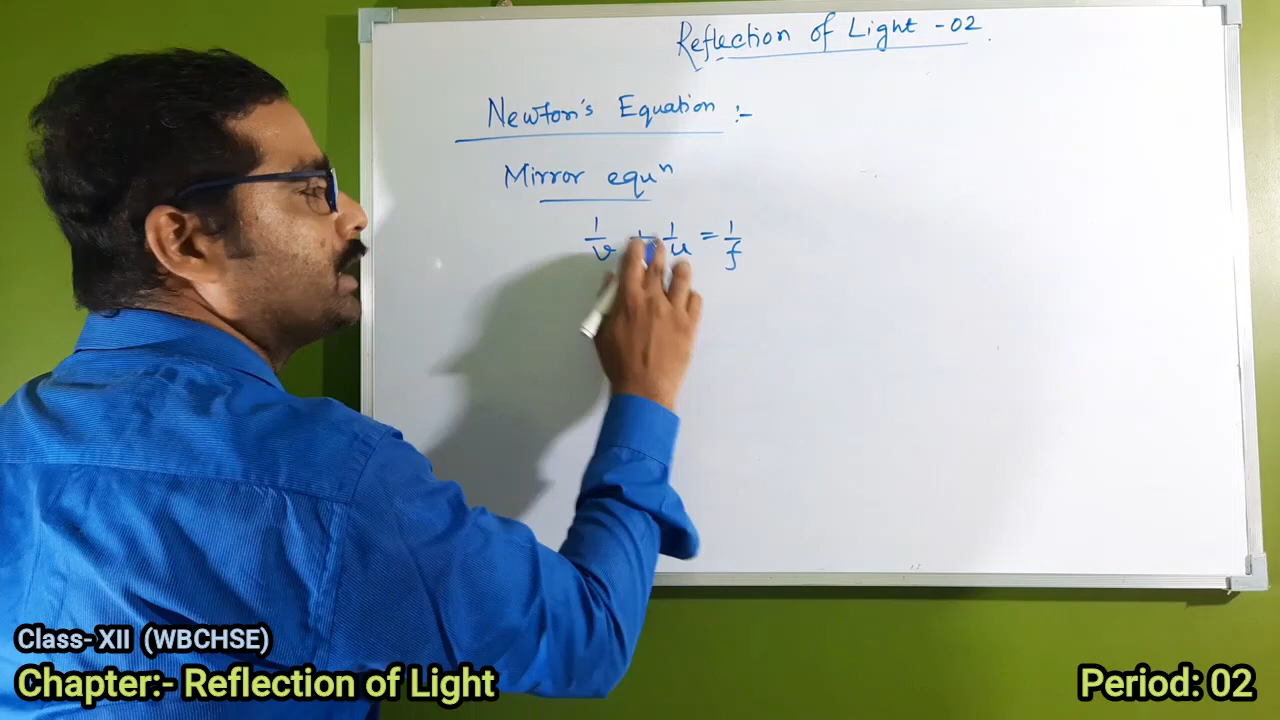 Reflection of Light - 02.
Newton's Equation :-
Mirror equⁿ
1/v + 1/u = 1/f
Class- XII (WBCHSE)
Chapter:- Reflection of Light
Period: 02